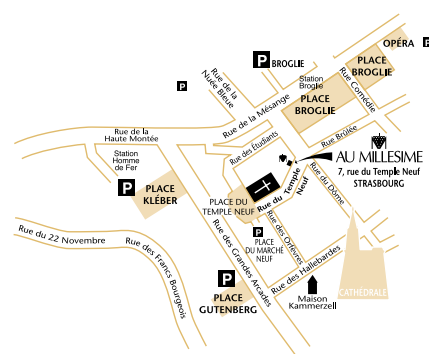 OPÉRA
P
PLACE
BROGLIE
P
BROGLIE
Station
Broglie
Rue de la
Nuée Bleue
P
PLACE
BROGLIE
Rue Comédie
Rue de la Mésange
Rue de la
Haute Montée
Rue des Étudiants
Rue Brûlée
AU MILLESIME
7, rue du Temple Neuf
STRASBOURG
Station
Homme
de Fer
P
PLACE
KLÉBER
PLACE DU
TEMPLE NEUF
Rue du Temple
Neuf
Rue du Dôme
Rue du 22 Novembre
Rue des Francs Bourgeois
Rue des Grandes Arcades
P
PLACE
DU MARCHÉ
NEUF
Rue des Orfèvres
Rue des Hallebardes
P
PLACE
GUTENBERG
Maison
Kammerzell
CATHÉDRALE